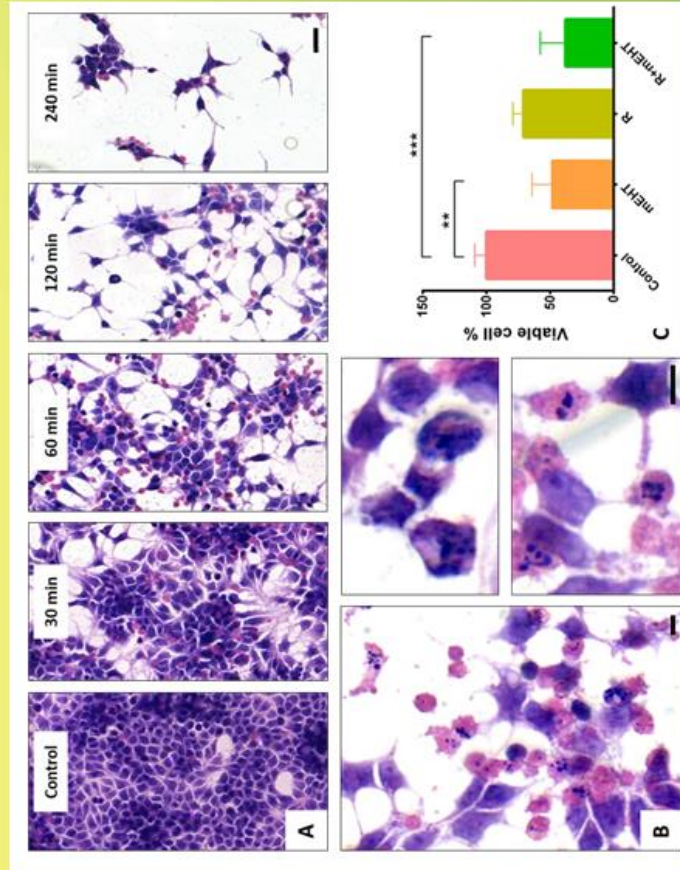 Control
30 min
60 min
120 min
240 min
A
B
150
100
50
0
Viable cell %
**
***
Control
mEHT
R
R+mEHT
C